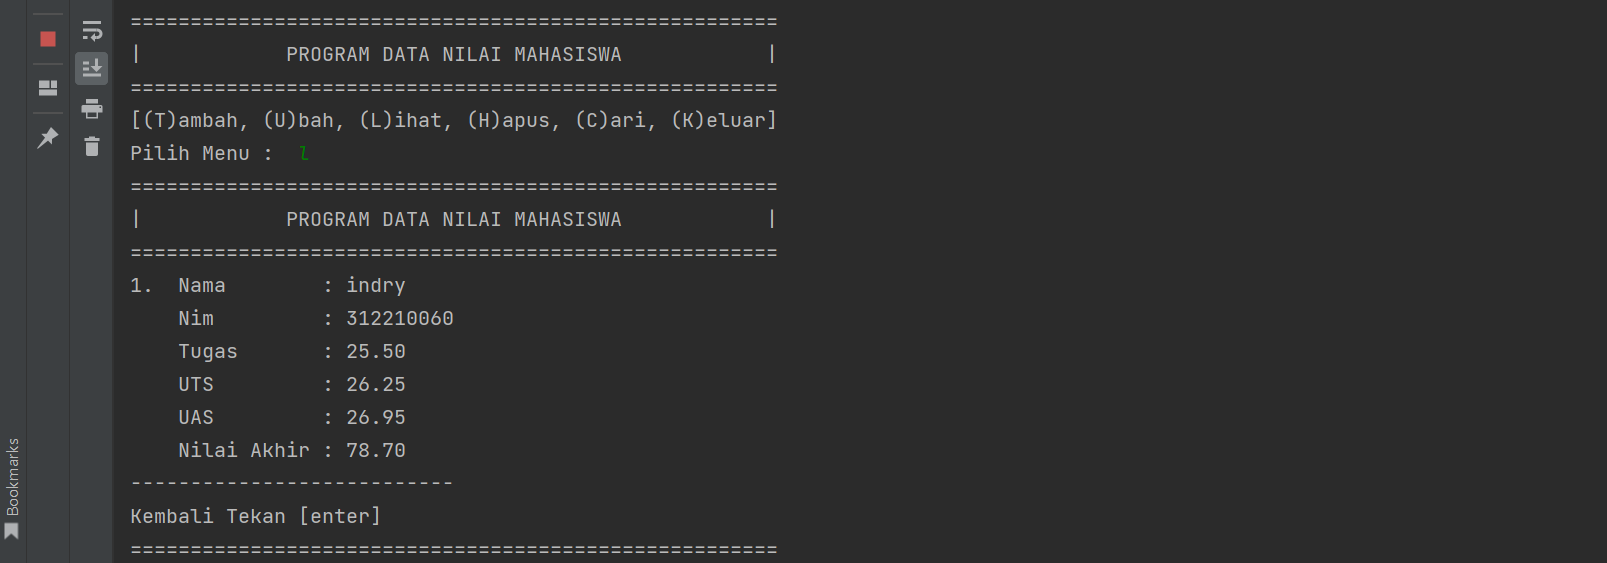 ======================================================
|            PROGRAM DATA NILAI MAHASISWA            |
======================================================
[(T)ambah, (U)bah, (L)ihat, (H)apus, (C)ari, (K)eluar]
Pilih Menu :  l
======================================================
|            PROGRAM DATA NILAI MAHASISWA            |
======================================================
1.  Nama        : indry
    Nim         : 312210060
    Tugas       : 25.50
    UTS         : 26.25
    UAS         : 26.95
    Nilai Akhir : 78.70
---------------------------
Kembali Tekan [enter]
======================================================
Bookmarks